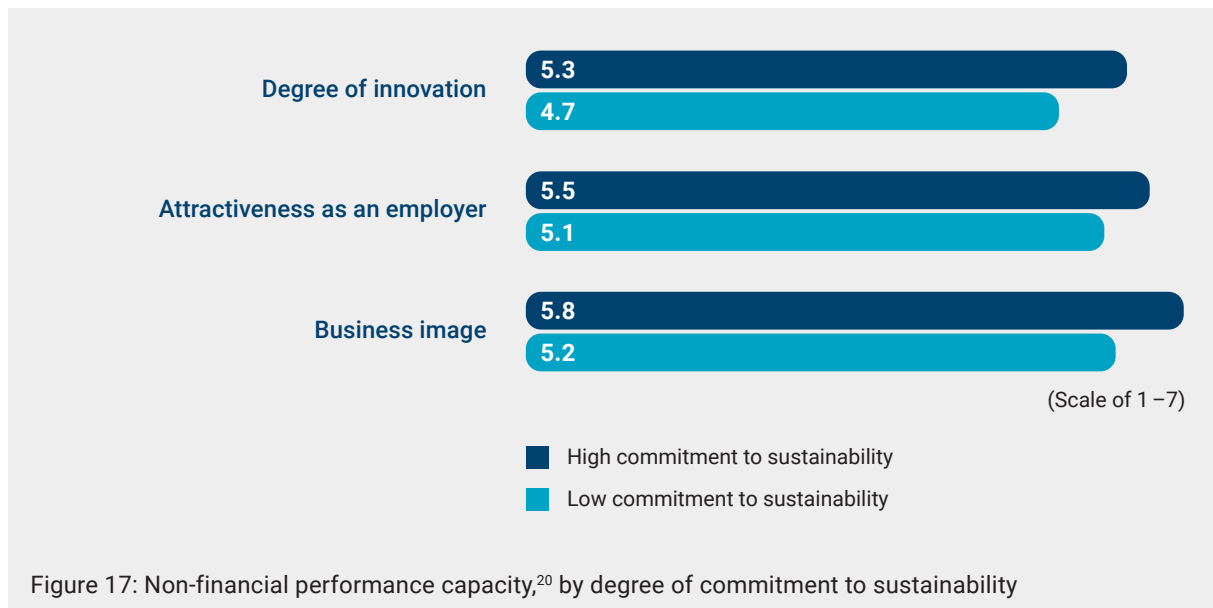 Degree of innovation
5.3
4.7
Attractiveness as an employer
5.5
5.1
Business image
5.8
5.2
(Scale of 1–7)
High commitment to sustainability
Low commitment to sustainability
Figure 17: Non-financial performance capacity,²⁰ by degree of commitment to sustainability